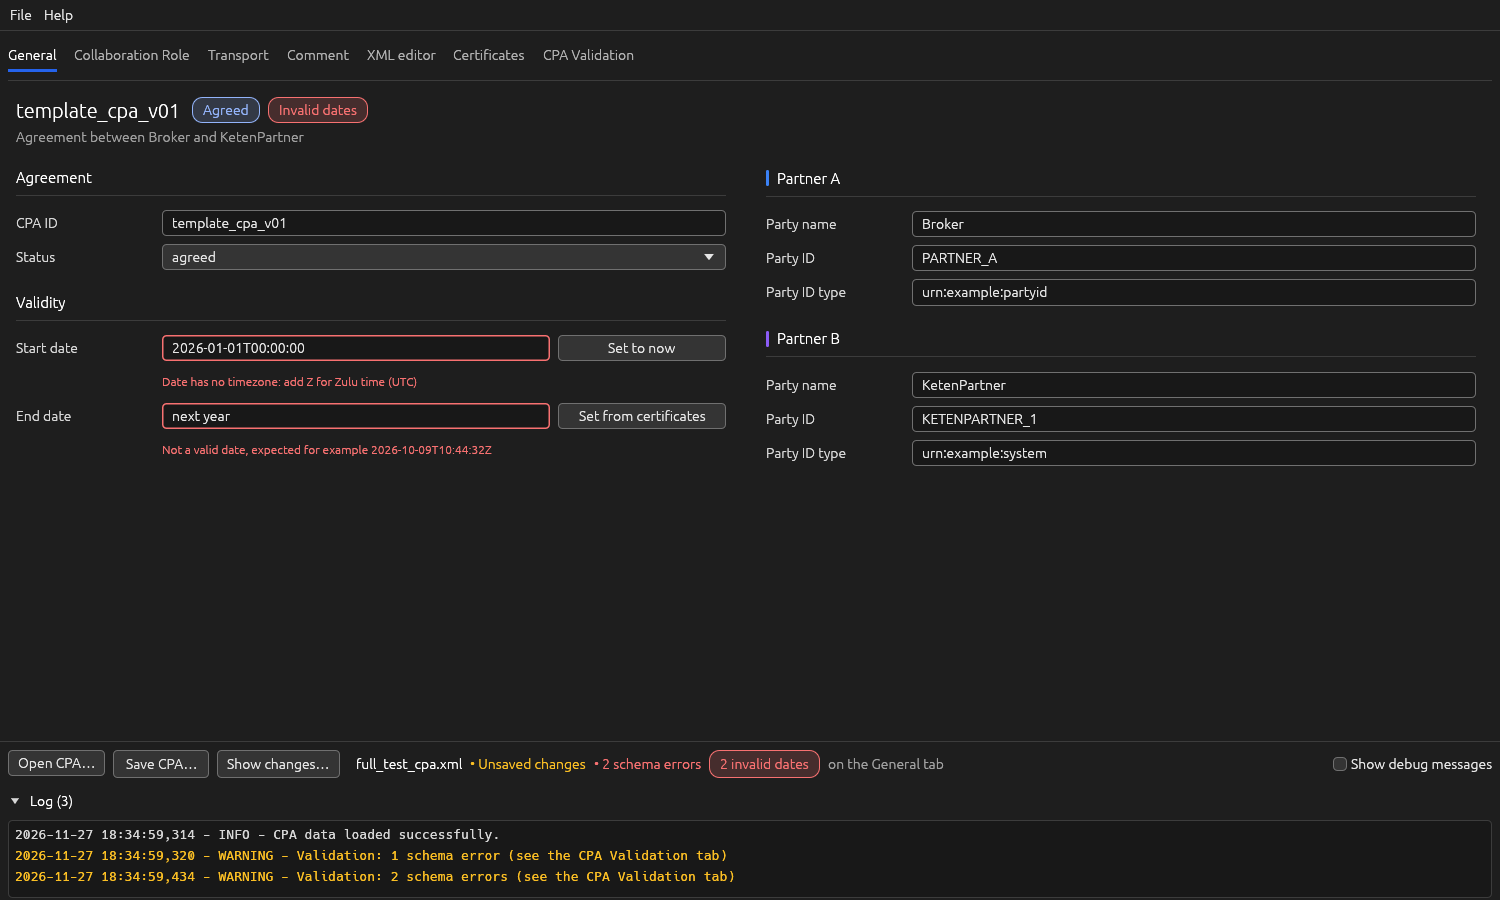 File Help
General Collaboration Role Transport Comment XML editor Certificates CPA Validation
template_cpa_v01 Agreed Invalid dates
Agreement between Broker and KetenPartner
Agreement
CPA ID template_cpa_v01
Status agreed
Validity
Start date 2026-01-01T00:00:00 Set to now
Date has no timezone: add Z for Zulu time (UTC)
End date next year Set from certificates
Not a valid date, expected for example 2026-10-09T10:44:32Z
Partner A
Party name Broker
Party ID PARTNER_A
Party ID type urn:example:partyid
Partner B
Party name KetenPartner
Party ID KETENPARTNER_1
Party ID type urn:example:system
Open CPA... Save CPA... Show changes... full_test_cpa.xml • Unsaved changes • 2 schema errors 2 invalid dates on the General tab Show debug messages
Log (3)
2026-11-27 18:34:59,314 - INFO - CPA data loaded successfully.
2026-11-27 18:34:59,320 - WARNING - Validation: 1 schema error (see the CPA Validation tab)
2026-11-27 18:34:59,434 - WARNING - Validation: 2 schema errors (see the CPA Validation tab)